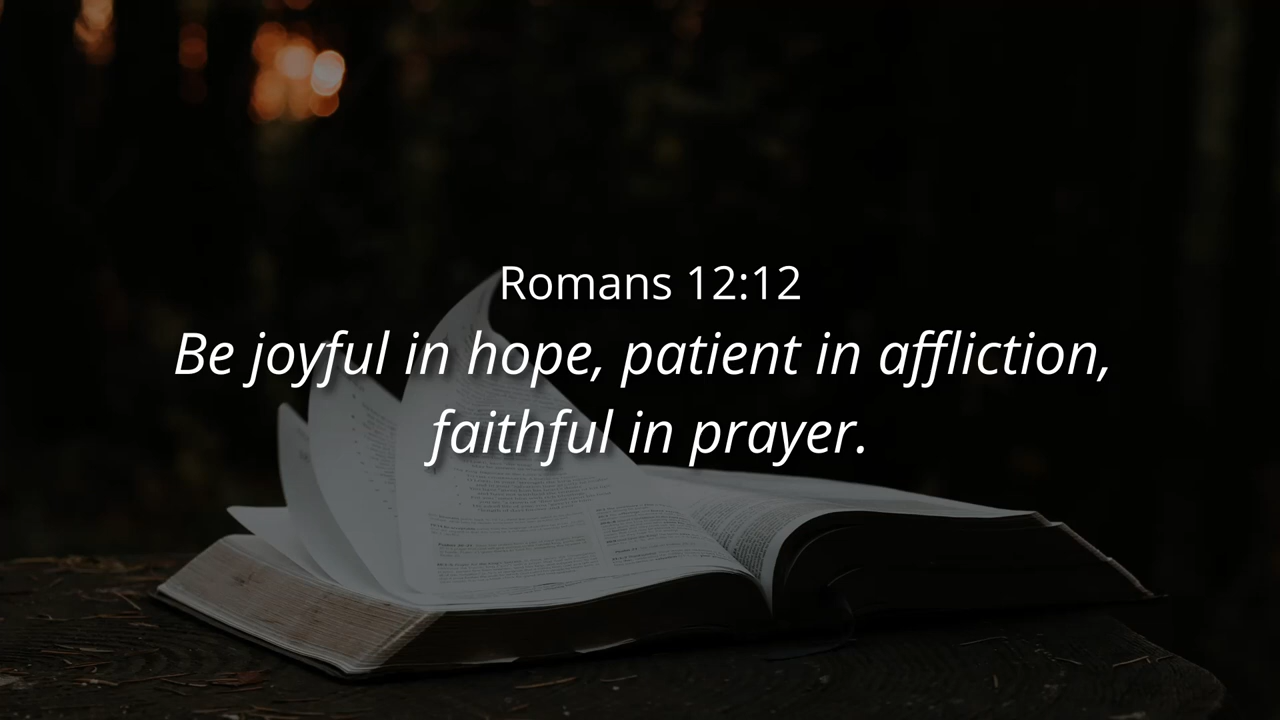 Romans 12:12
Be joyful in hope, patient in affliction,
faithful in prayer.